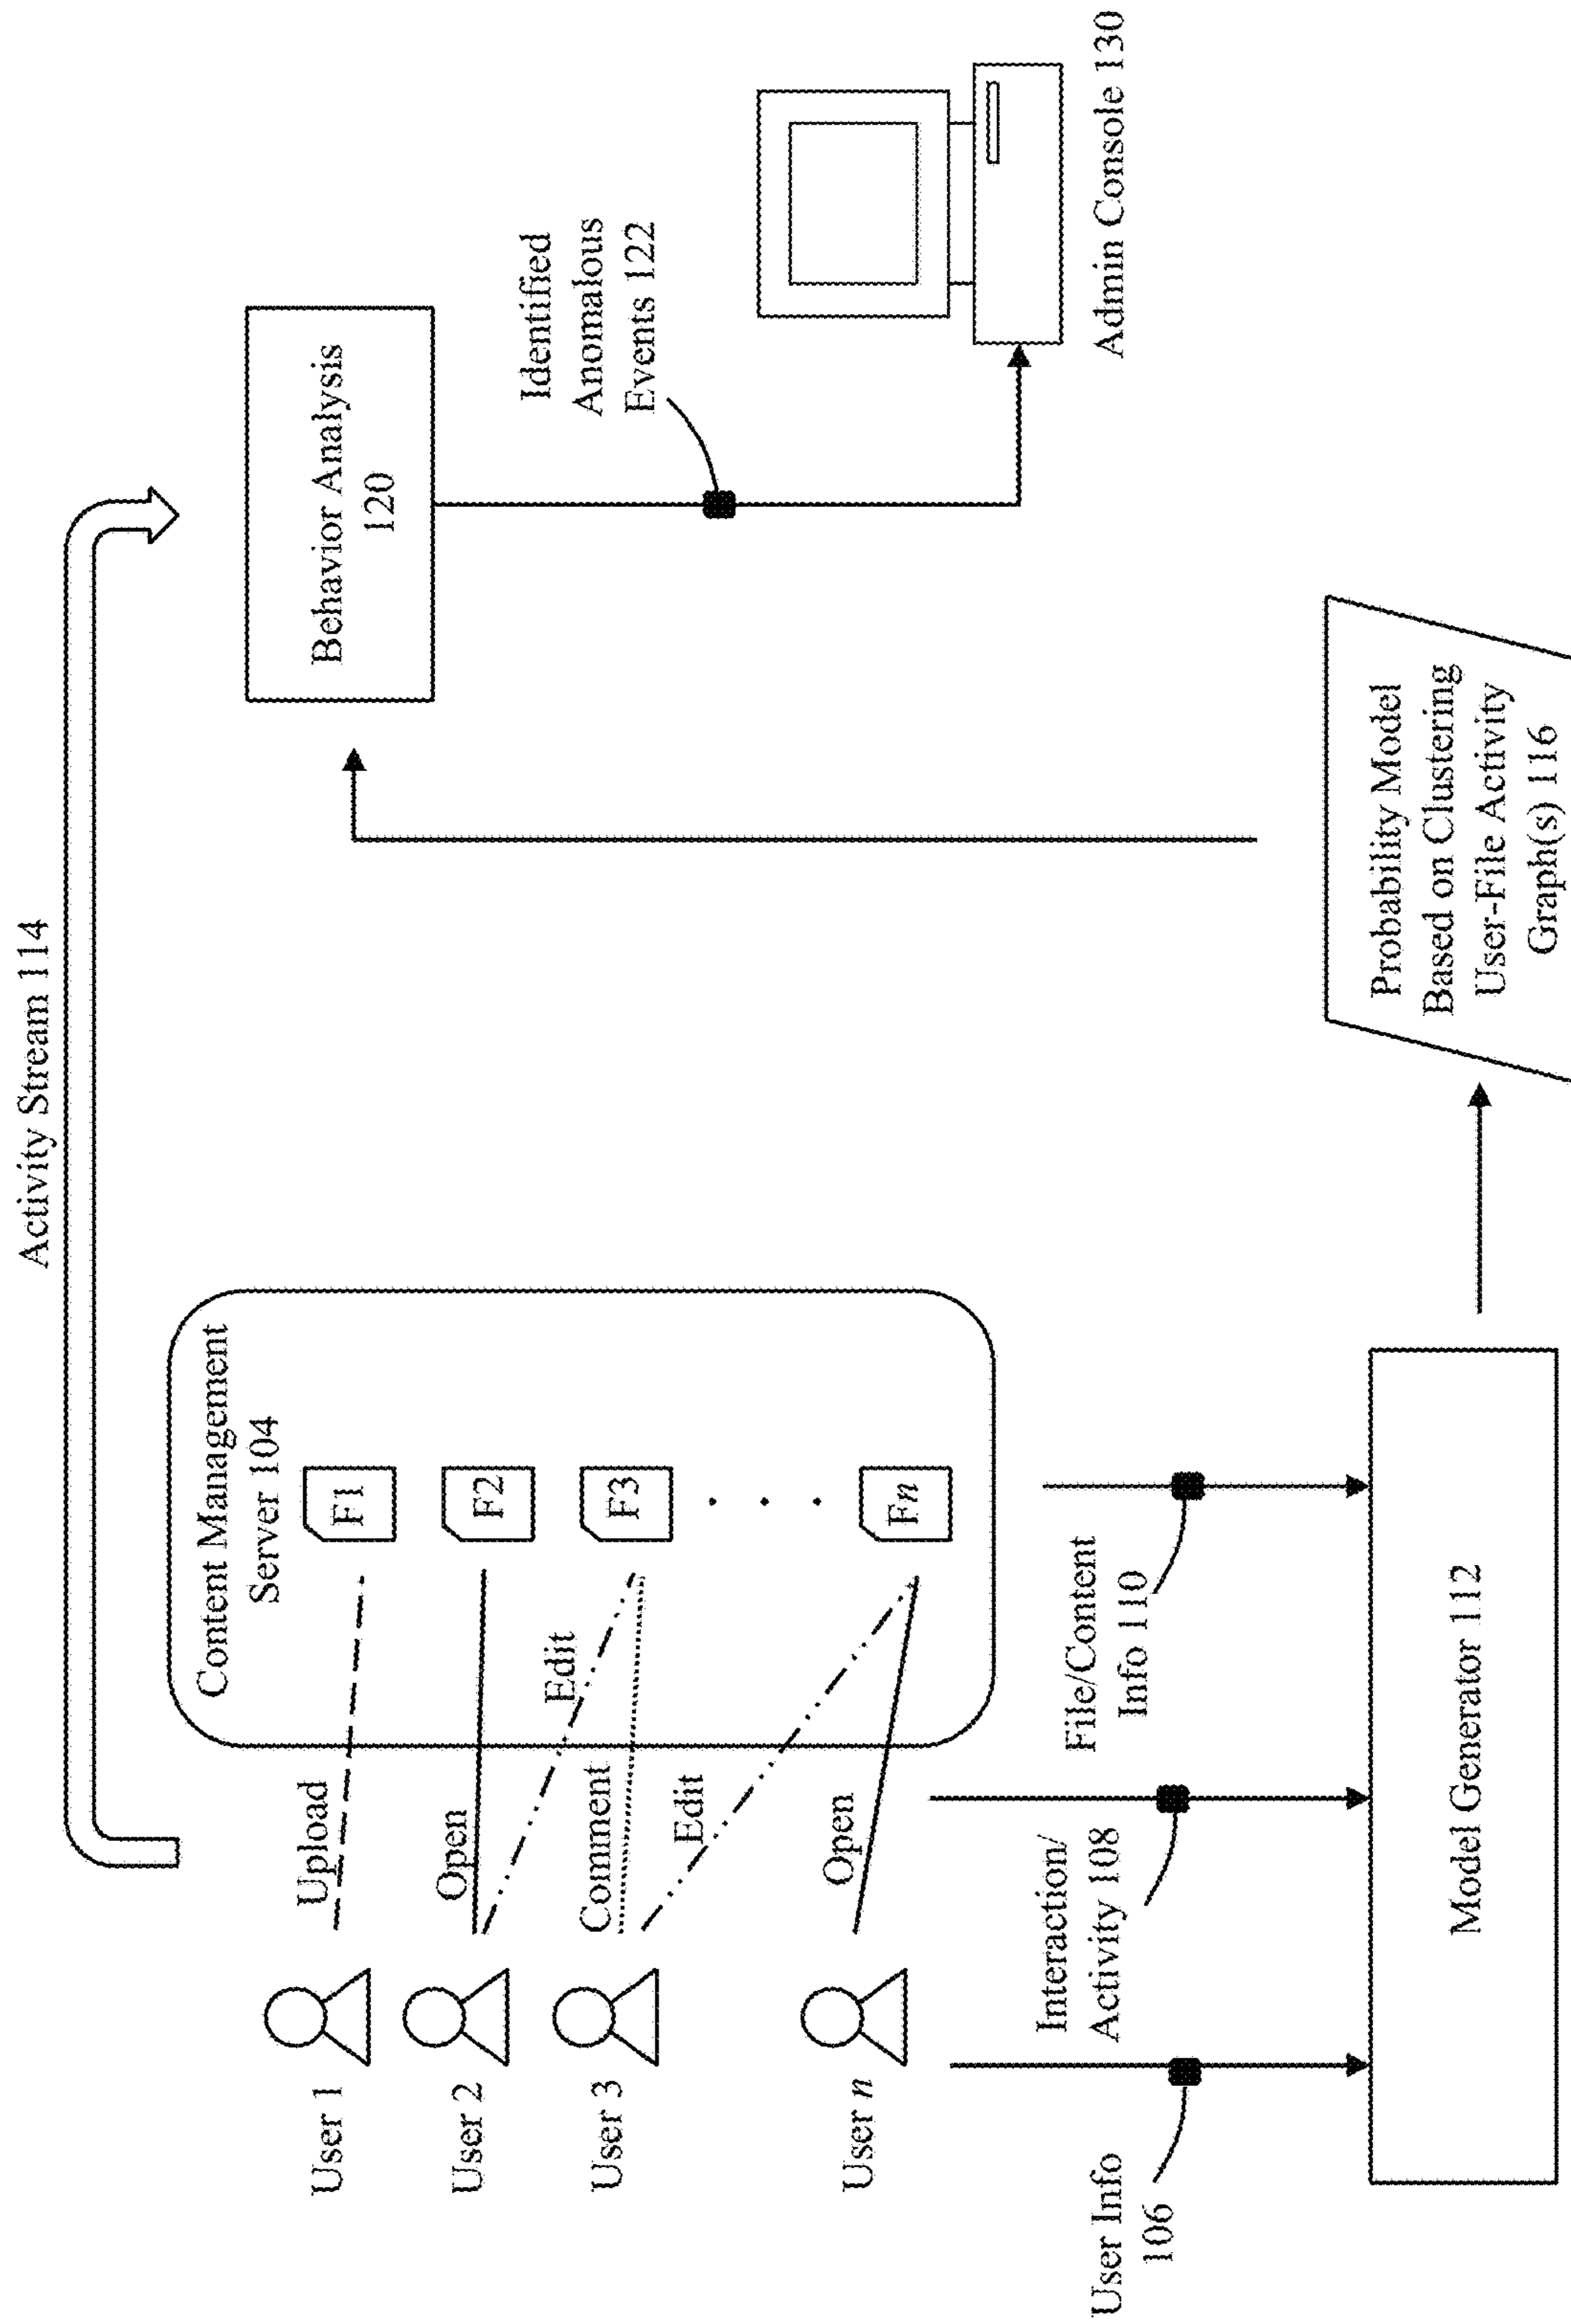 Activity Stream 114
Content Management
Server 104
User 1
Upload
F1
User 2
Open
F2
Edit
User 3
Comment
F3
Edit
. . .
User n
Open
Fn
User Info
106
Interaction/
Activity 108
File/Content
Info 110
Model Generator 112
Behavior Analysis
120
Identified
Anomalous
Events 122
Admin Console 130
Probability Model
Based on Clustering
User-File Activity
Graph(s) 116